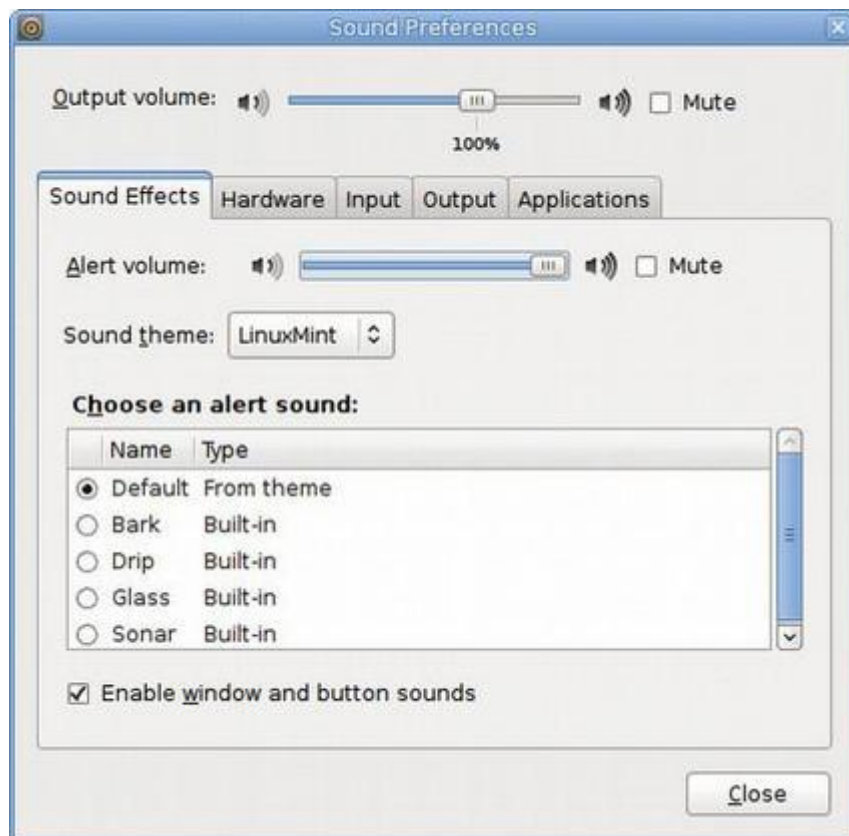 Sound Preferences
Output volume: Mute
100%
Sound Effects Hardware Input Output Applications
Alert volume: Mute
Sound theme: LinuxMint
Choose an alert sound:
Name Type
Default From theme
Bark Built-in
Drip Built-in
Glass Built-in
Sonar Built-in
Enable window and button sounds
Close